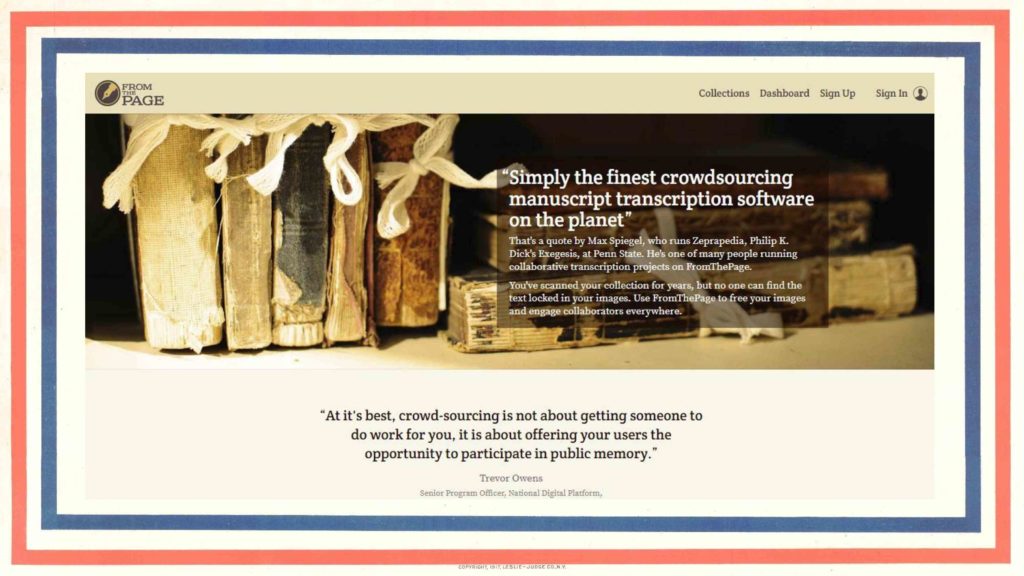 FROM
THE
PAGE
Collections Dashboard Sign Up Sign In
“Simply the finest crowdsourcing
manuscript transcription software
on the planet”
That's a quote by Max Spiegel, who runs Zeprapedia, Philip K.
Dick's Exegesis, at Penn State. He's one of many people running
collaborative transcription projects on FromThePage.
You've scanned your collection for years, but no one can find the
text locked in your images. Use FromThePage to free your images
and engage collaborators everywhere.
“At it's best, crowd-sourcing is not about getting someone to
do work for you, it is about offering your users the
opportunity to participate in public memory.”
Trevor Owens
Senior Program Officer, National Digital Platform,
COPYRIGHT, 1917, LESLIE-JUDGE CO., N.Y.